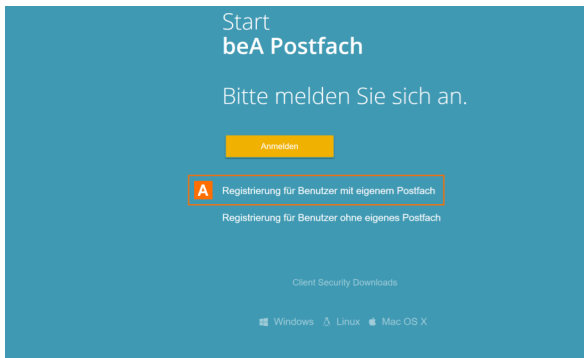 Start
beA Postfach
Bitte melden Sie sich an.
Anmelden
A Registrierung für Benutzer mit eigenem Postfach
Registrierung für Benutzer ohne eigenes Postfach
Client Security Downloads
Windows Linux Mac OS X